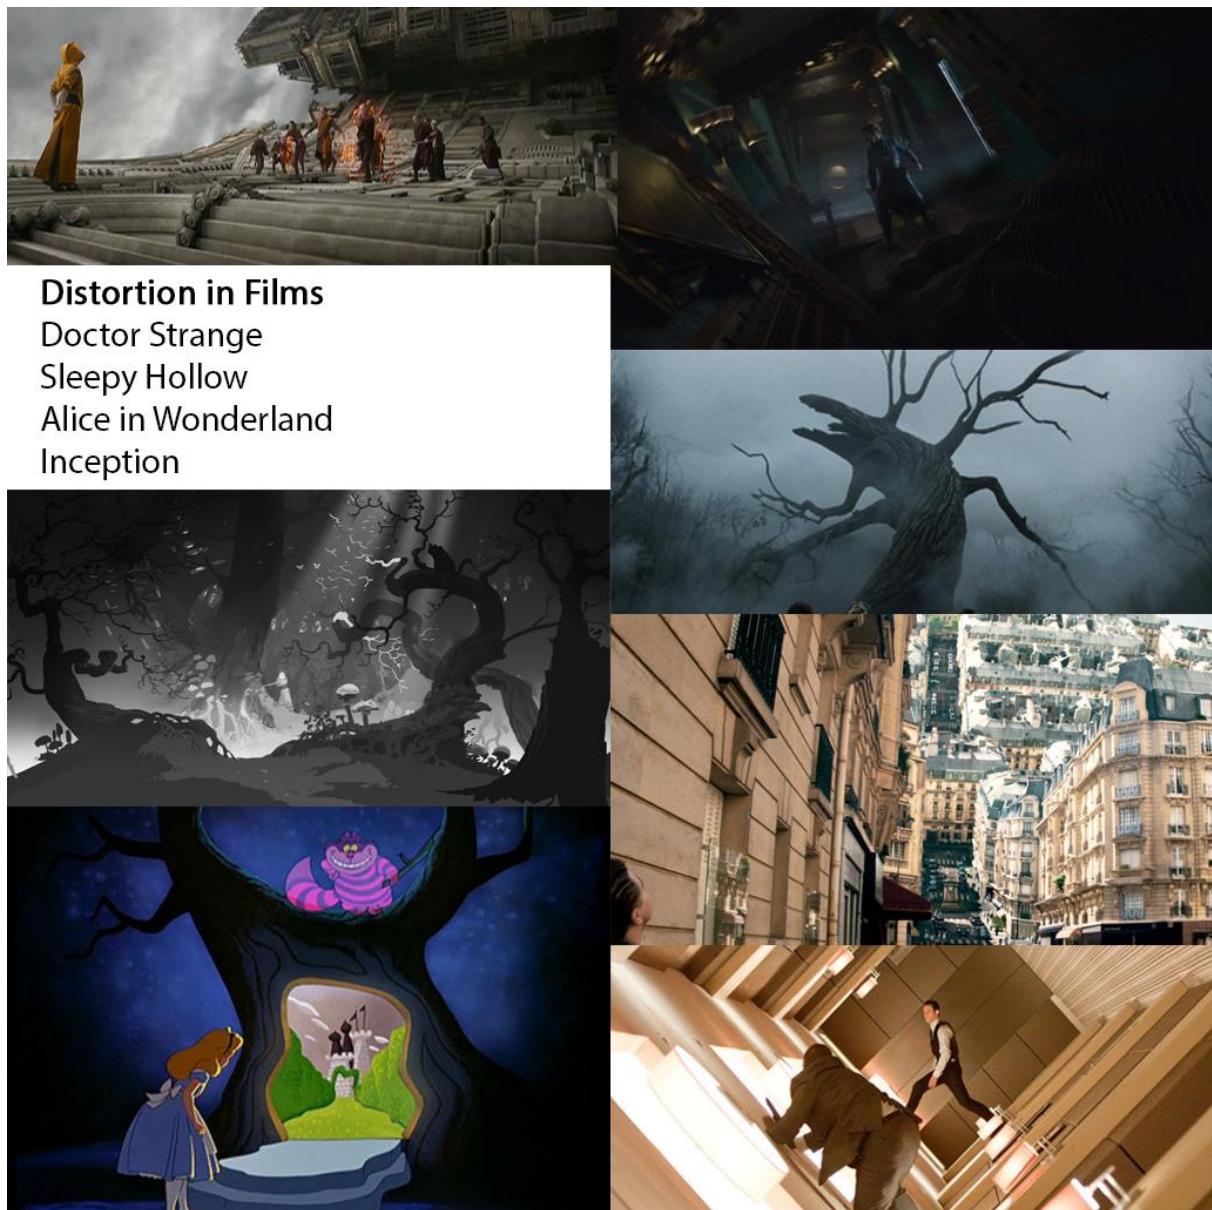 Distortion in Films
Doctor Strange
Sleepy Hollow
Alice in Wonderland
Inception